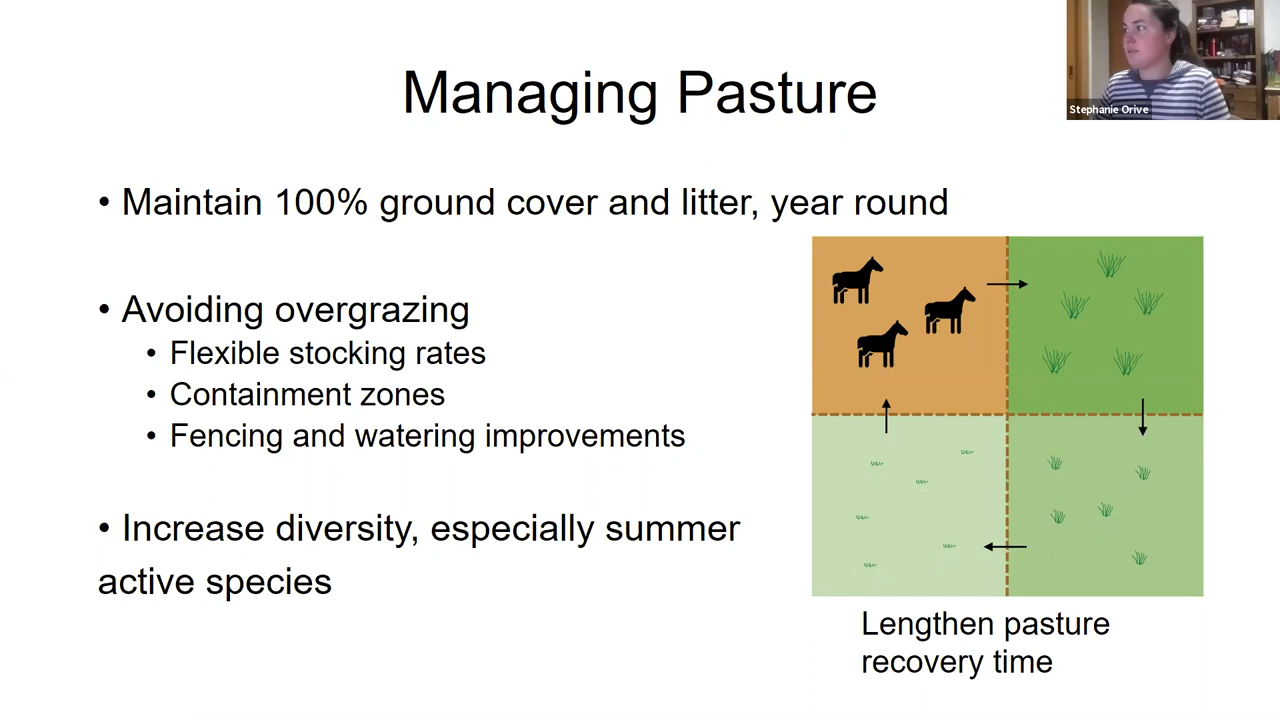 Stephanie Orive
Managing Pasture
• Maintain 100% ground cover and litter, year round
• Avoiding overgrazing
• Flexible stocking rates
• Containment zones
• Fencing and watering improvements
• Increase diversity, especially summer
active species
Lengthen pasture
recovery time